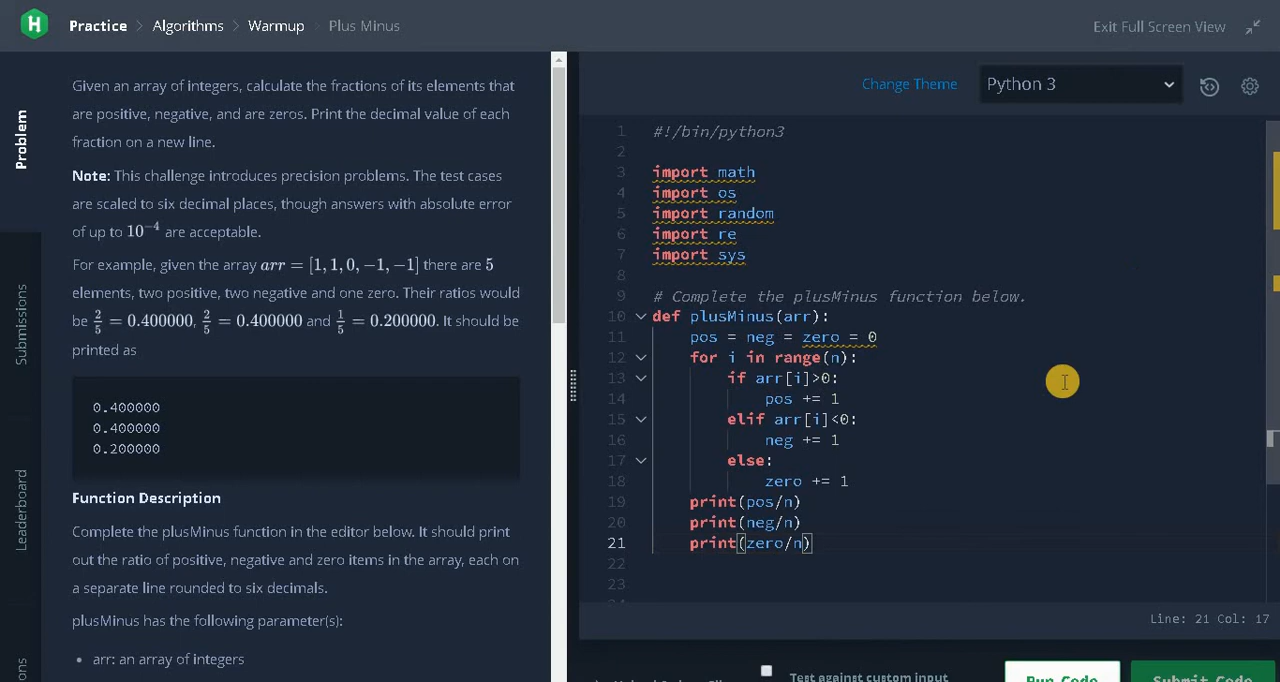 H Practice > Algorithms > Warmup > Plus Minus
Exit Full Screen View
Problem
Submissions
Leaderboard
Given an array of integers, calculate the fractions of its elements that
are positive, negative, and are zeros. Print the decimal value of each
fraction on a new line.
Note: This challenge introduces precision problems. The test cases
are scaled to six decimal places, though answers with absolute error
of up to 10⁻⁴ are acceptable.
For example, given the array arr = [1, 1, 0, −1, −1] there are 5
elements, two positive, two negative and one zero. Their ratios would
be 2/5 = 0.400000, 2/5 = 0.400000 and 1/5 = 0.200000. It should be
printed as
0.400000
0.400000
0.200000
Function Description
Complete the plusMinus function in the editor below. It should print
out the ratio of positive, negative and zero items in the array, each on
a separate line rounded to six decimals.
plusMinus has the following parameter(s):
• arr: an array of integers
Change Theme
Python 3
1 #!/bin/python3
2
3 import math
4 import os
5 import random
6 import re
7 import sys
8
9 # Complete the plusMinus function below.
10 def plusMinus(arr):
11 pos = neg = zero = 0
12 for i in range(n):
13 if arr[i]>0:
14 pos += 1
15 elif arr[i]<0:
16 neg += 1
17 else:
18 zero += 1
19 print(pos/n)
20 print(neg/n)
21 print(zero/n)
22
23
Line: 21 Col: 17
Test against custom input
Run Code
Submit Code